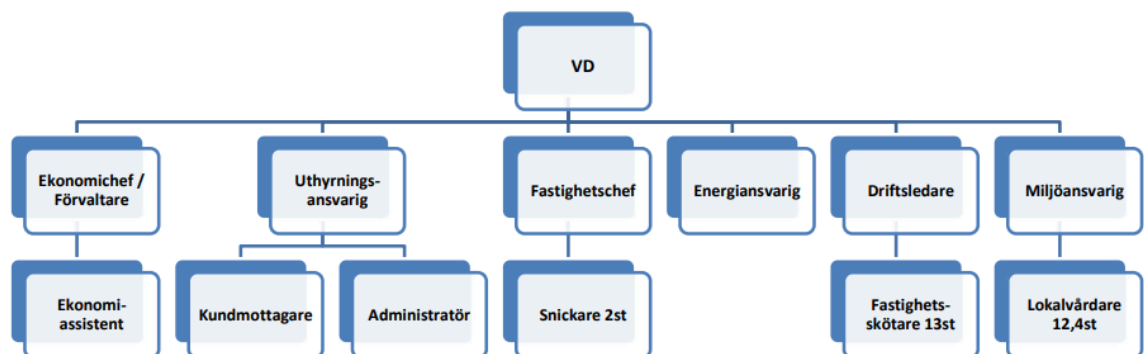 VD
Ekonomichef /
Förvaltare
Uthyrnings-
ansvarig
Fastighetschef
Energiansvarig
Driftsledare
Miljöansvarig
Ekonomi-
assistent
Kundmottagare
Administratör
Snickare 2st
Fastighets-
skötare 13st
Lokalvårdare
12,4st